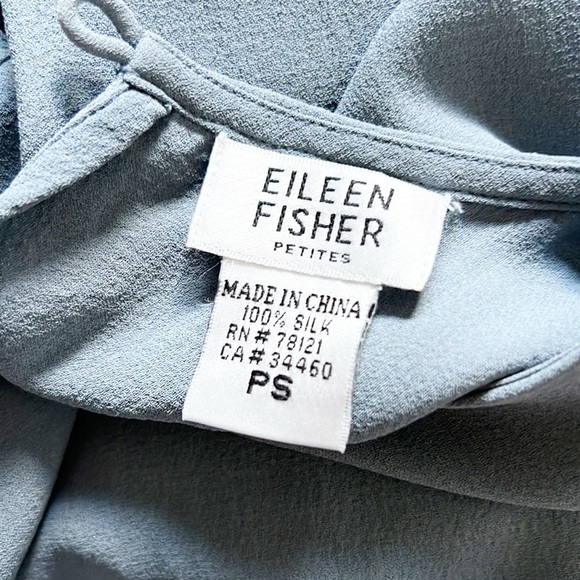 EILEEN
FISHER
PETITES
MADE IN CHINA
100% SILK
RN # 78121
CA # 34460
PS